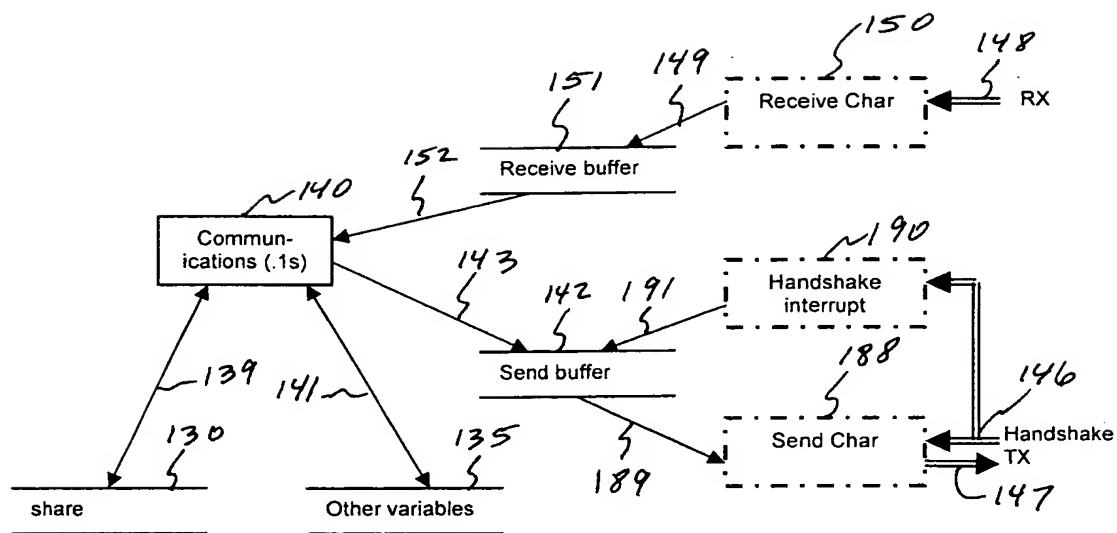 150
148
149
151
Receive Char
RX
152
Receive buffer
140
Commun-
ications (.1s)
190
143
142
191
Handshake
interrupt
188
Send buffer
146
139
141
Send Char
Handshake
TX
130
135
189
147
share
Other variables